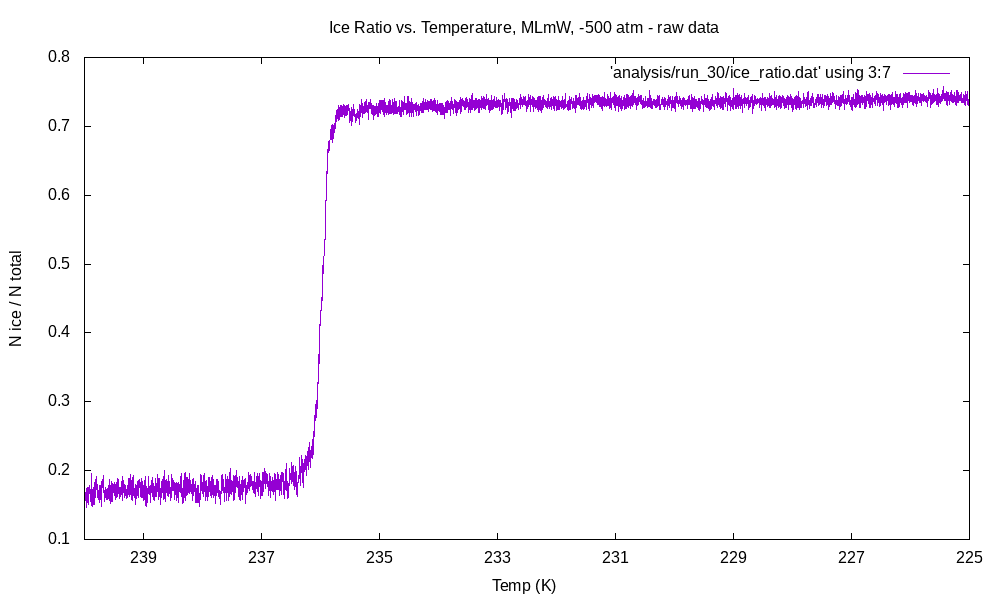 Ice Ratio vs. Temperature, MLmW, -500 atm - raw data
'analysis/run_30/ice_ratio.dat' using 3:7
N ice / N total
0.8
0.7
0.6
0.5
0.4
0.3
0.2
0.1
239 237 235 233 231 229 227 225
Temp (K)